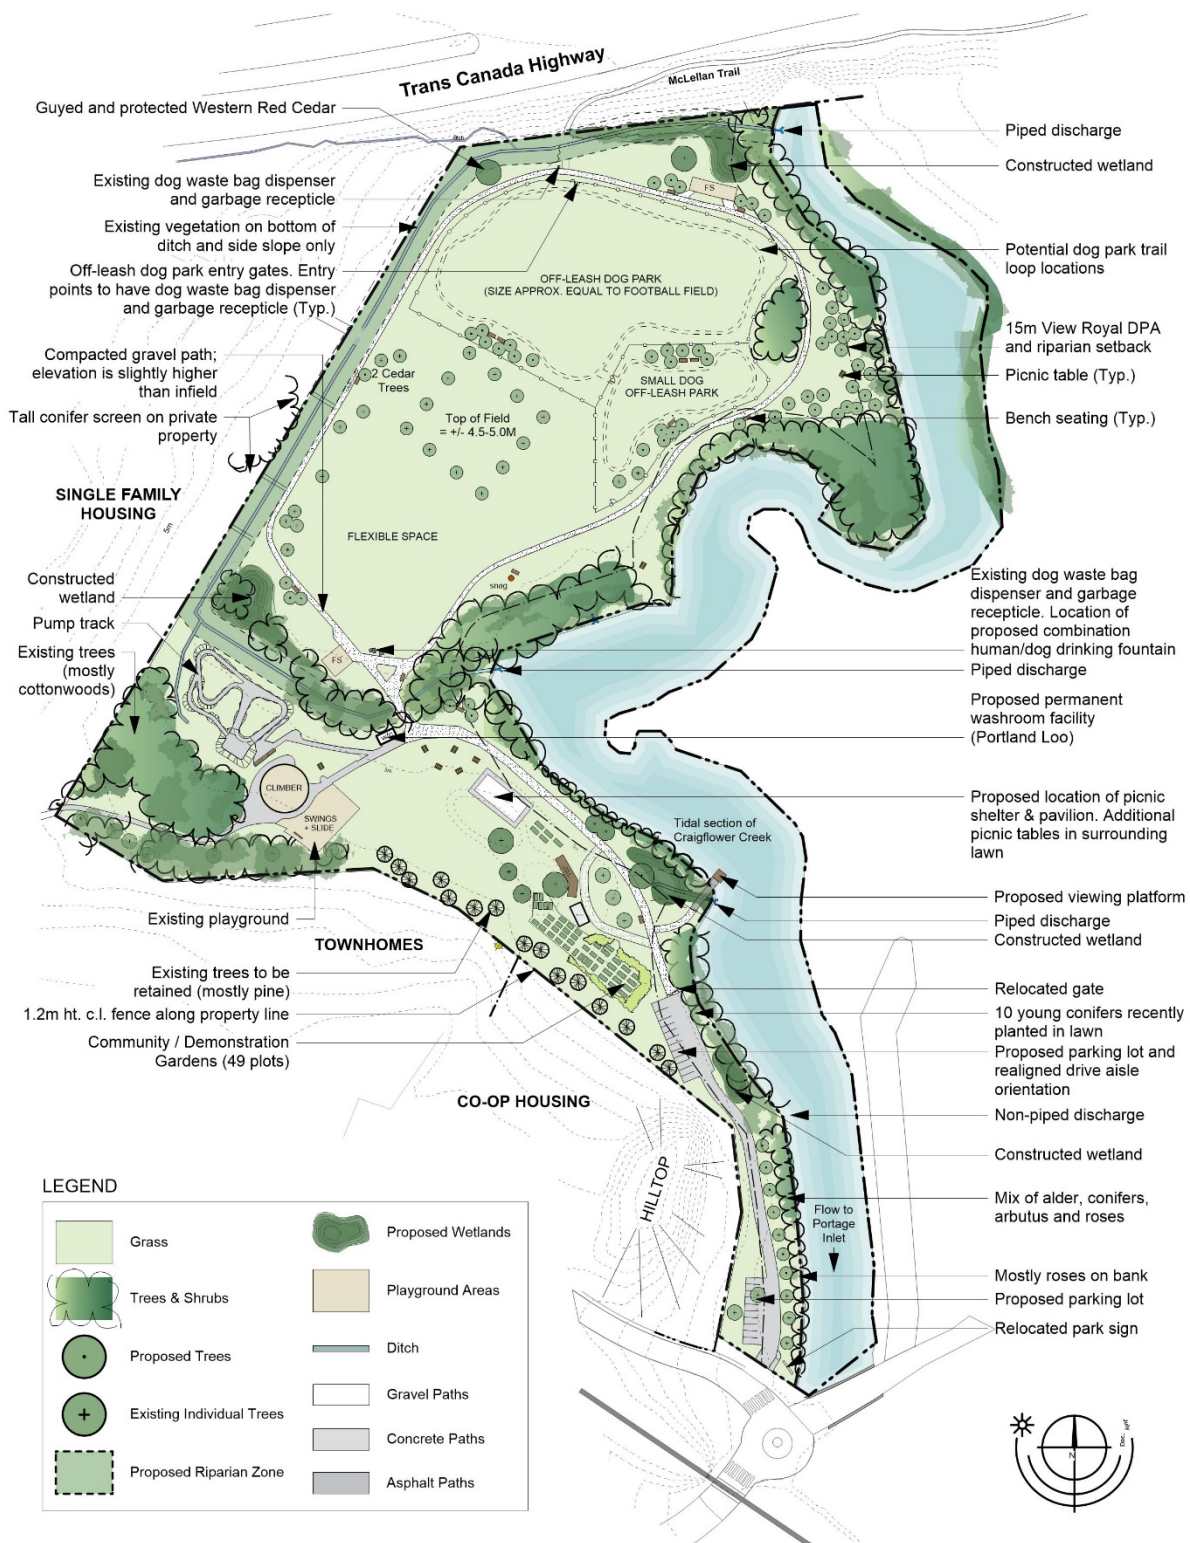 Trans Canada Highway
McLellan Trail
Guyed and protected Western Red Cedar
Existing dog waste bag dispenser
and garbage recepticle
Existing vegetation on bottom of
ditch and side slope only
Off-leash dog park entry gates. Entry
points to have dog waste bag dispenser
and garbage recepticle (Typ.)
Compacted gravel path;
elevation is slightly higher
than infield
Tall conifer screen on private
property
SINGLE FAMILY
HOUSING
5m
Constructed
wetland
Pump track
Existing trees
(mostly
cottonwoods)
Existing playground
TOWNHOMES
Existing trees to be
retained (mostly pine)
1.2m ht. c.l. fence along property line
Community / Demonstration
Gardens (49 plots)
CO-OP HOUSING
HILLTOP
FS
OFF-LEASH DOG PARK
(SIZE APPROX. EQUAL TO FOOTBALL FIELD)
2 Cedar
Trees
SMALL DOG
OFF-LEASH PARK
Top of Field
= +/- 4.5-5.0M
FLEXIBLE SPACE
snag
FS
WC
CLIMBER
SWINGS
+ SLIDE
Tidal section of
Craigflower Creek
Flow to
Portage
Inlet
Piped discharge
Constructed wetland
Potential dog park trail
loop locations
15m View Royal DPA
and riparian setback
Picnic table (Typ.)
Bench seating (Typ.)
Existing dog waste bag
dispenser and garbage
recepticle. Location of
proposed combination
human/dog drinking fountain
Piped discharge
Proposed permanent
washroom facility
(Portland Loo)
Proposed location of picnic
shelter & pavilion. Additional
picnic tables in surrounding
lawn
Proposed viewing platform
Piped discharge
Constructed wetland
Relocated gate
10 young conifers recently
planted in lawn
Proposed parking lot and
realigned drive aisle
orientation
Non-piped discharge
Constructed wetland
Mix of alder, conifers,
arbutus and roses
Mostly roses on bank
Proposed parking lot
Relocated park sign
LEGEND
Grass
Trees & Shrubs
Proposed Trees
Existing Individual Trees
Proposed Riparian Zone
Proposed Wetlands
Playground Areas
Ditch
Gravel Paths
Concrete Paths
Asphalt Paths
N
Dec.